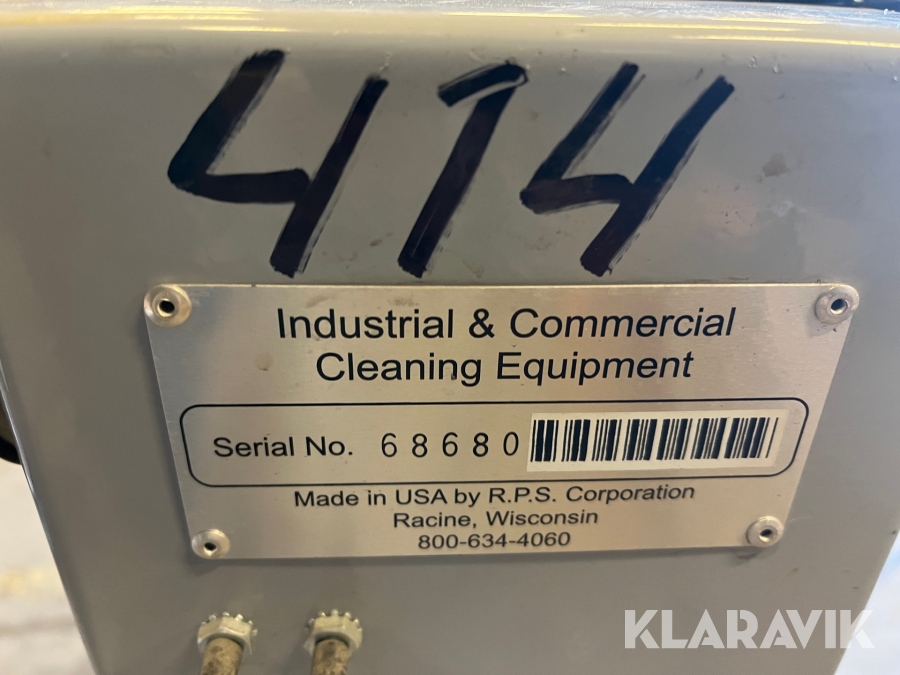 414
Industrial & Commercial
Cleaning Equipment
Serial No. 68680
Made in USA by R.P.S. Corporation
Racine, Wisconsin
800-634-4060
KLARAVIK